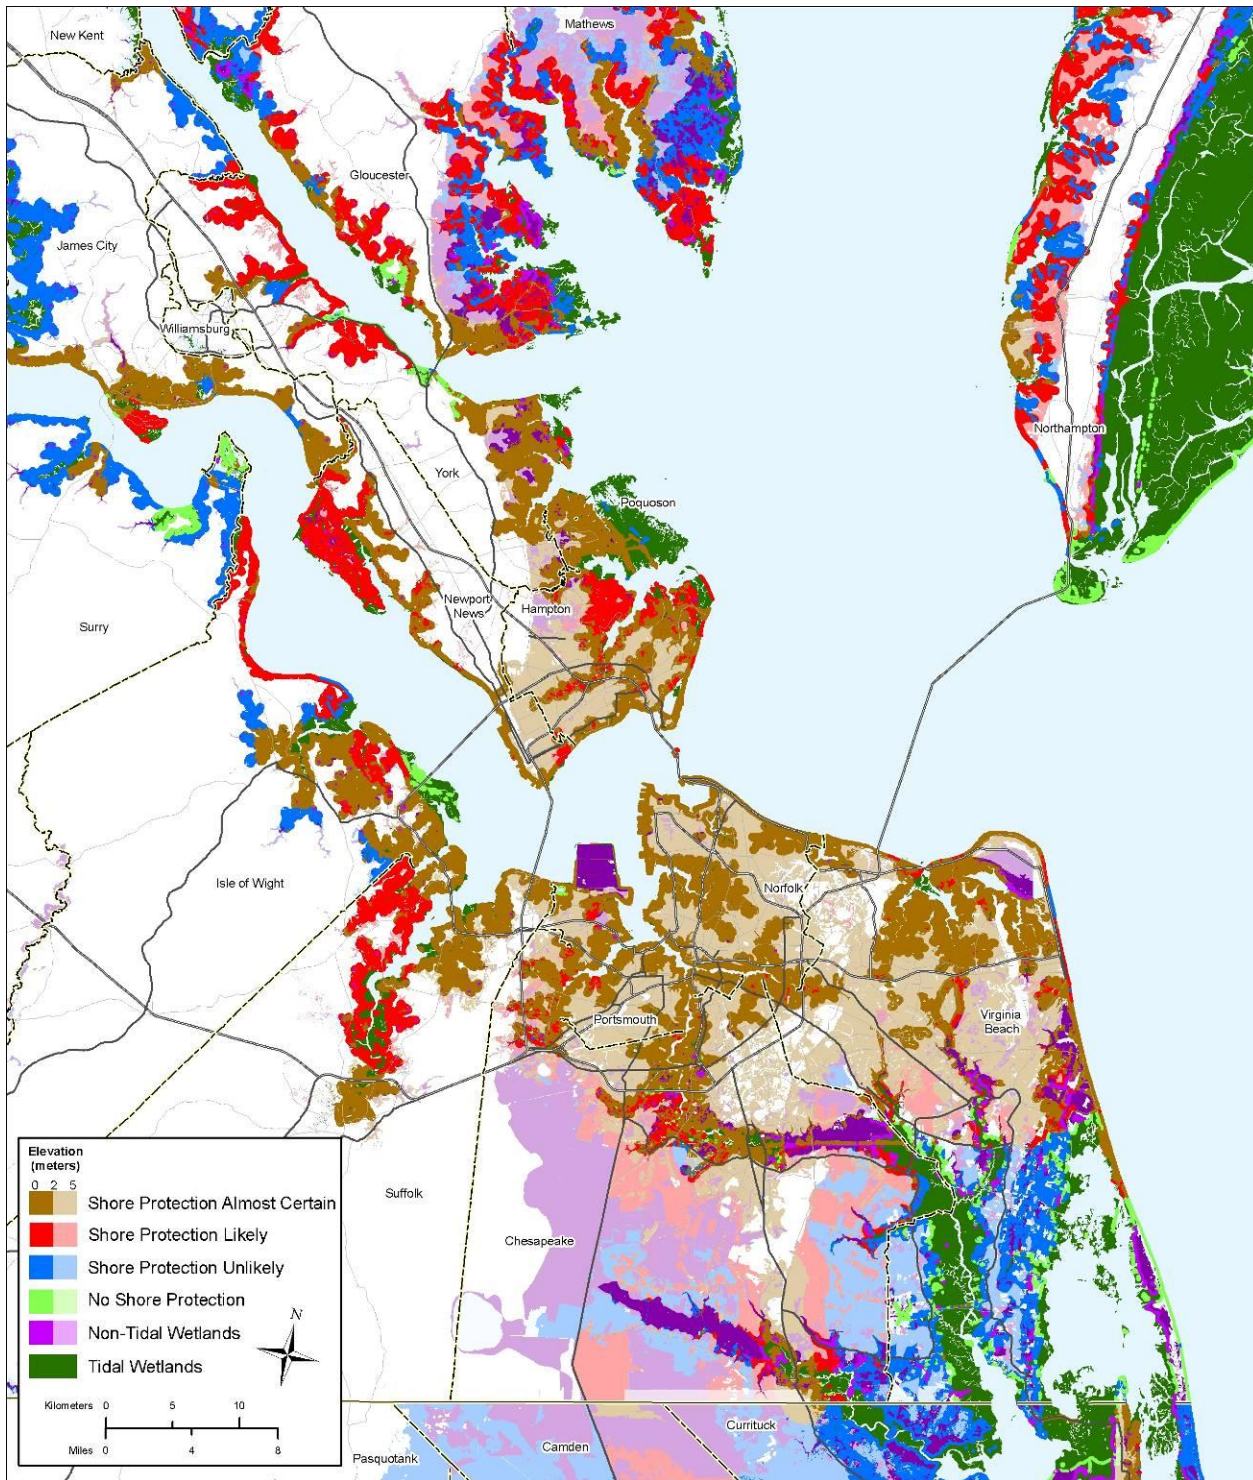 New Kent
Mathews
Gloucester
James City
Williamsburg
Northampton
York
Poquoson
Newport
News
Hampton
Surry
Isle of Wight
Norfolk
Portsmouth
Virginia
Beach
Suffolk
Chesapeake
Currituck
Camden
Pasquotank
Elevation
(meters)
0 2 5
Shore Protection Almost Certain
Shore Protection Likely
Shore Protection Unlikely
No Shore Protection
Non-Tidal Wetlands
Tidal Wetlands
N
Kilometers 0 5 10
Miles 0 4 8